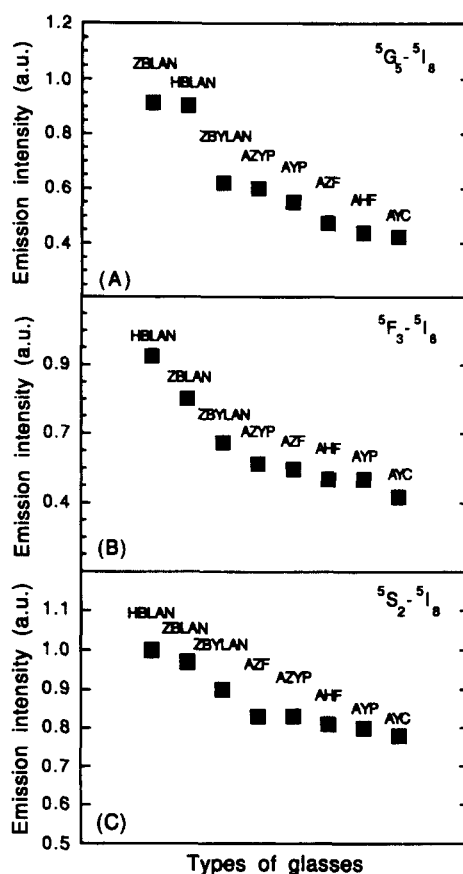 Emission intensity (a.u.)
1.2
1.0
0.8
0.6
0.4
ZBLAN
HBLAN
ZBYLAN
AZYP
AYP
AZF
AHF
AYC
⁵G₅-⁵I₈
(A)
Emission intensity (a.u.)
0.9
0.7
0.4
HBLAN
ZBLAN
ZBYLAN
AZYP
AZF
AHF
AYP
AYC
⁵F₃-⁵I₈
(B)
Emission intensity (a.u.)
1.1
1.0
0.9
0.8
0.7
0.6
0.5
HBLAN
ZBLAN
ZBYLAN
AZF
AZYP
AHF
AYP
AYC
⁵S₂-⁵I₈
(C)
Types of glasses